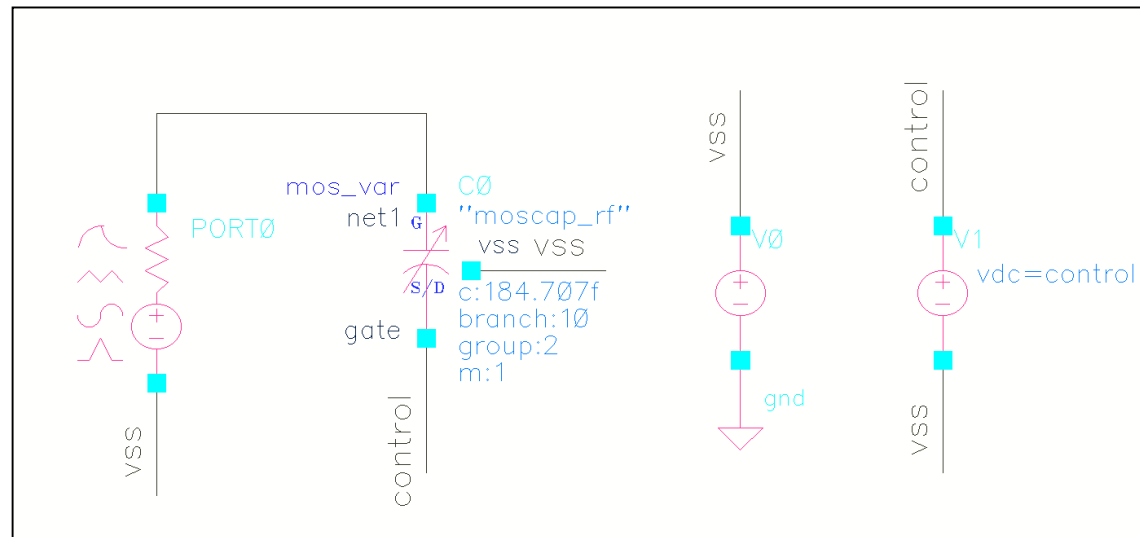 mos_var
C0
PORT0
net1
G
"moscap_rf"
vss VSS
S/D
c:184.707f
branch:10
group:2
m:1
gate
vss
control
vss
V0
gnd
control
V1
vdc=control
vss